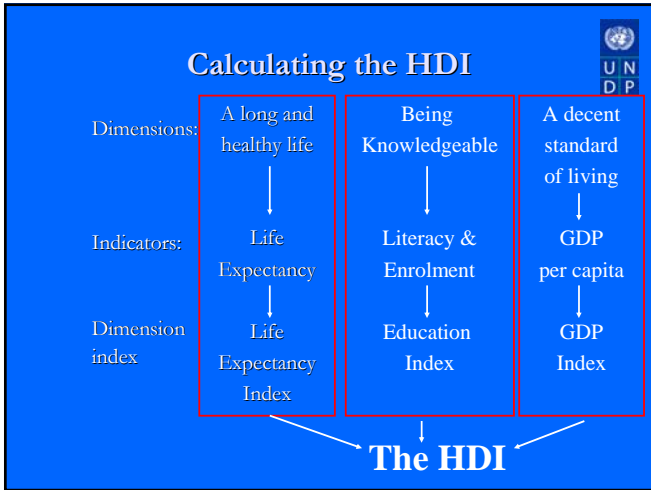 Calculating the HDI
U N
D P
Dimensions:
A long and
healthy life
Being
Knowledgeable
A decent
standard
of living
Indicators:
Life
Expectancy
Literacy &
Enrolment
GDP
per capita
Dimension
index
Life
Expectancy
Index
Education
Index
GDP
Index
The HDI